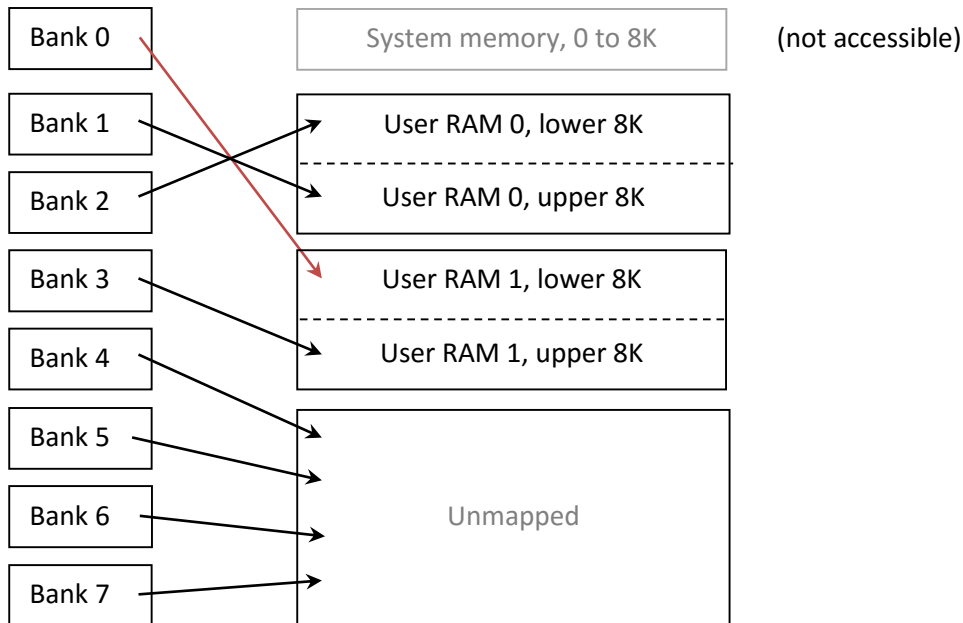 Bank 0
System memory, 0 to 8K
(not accessible)
Bank 1
User RAM 0, lower 8K
Bank 2
User RAM 0, upper 8K
Bank 3
User RAM 1, lower 8K
Bank 4
User RAM 1, upper 8K
Bank 5
Bank 6
Unmapped
Bank 7